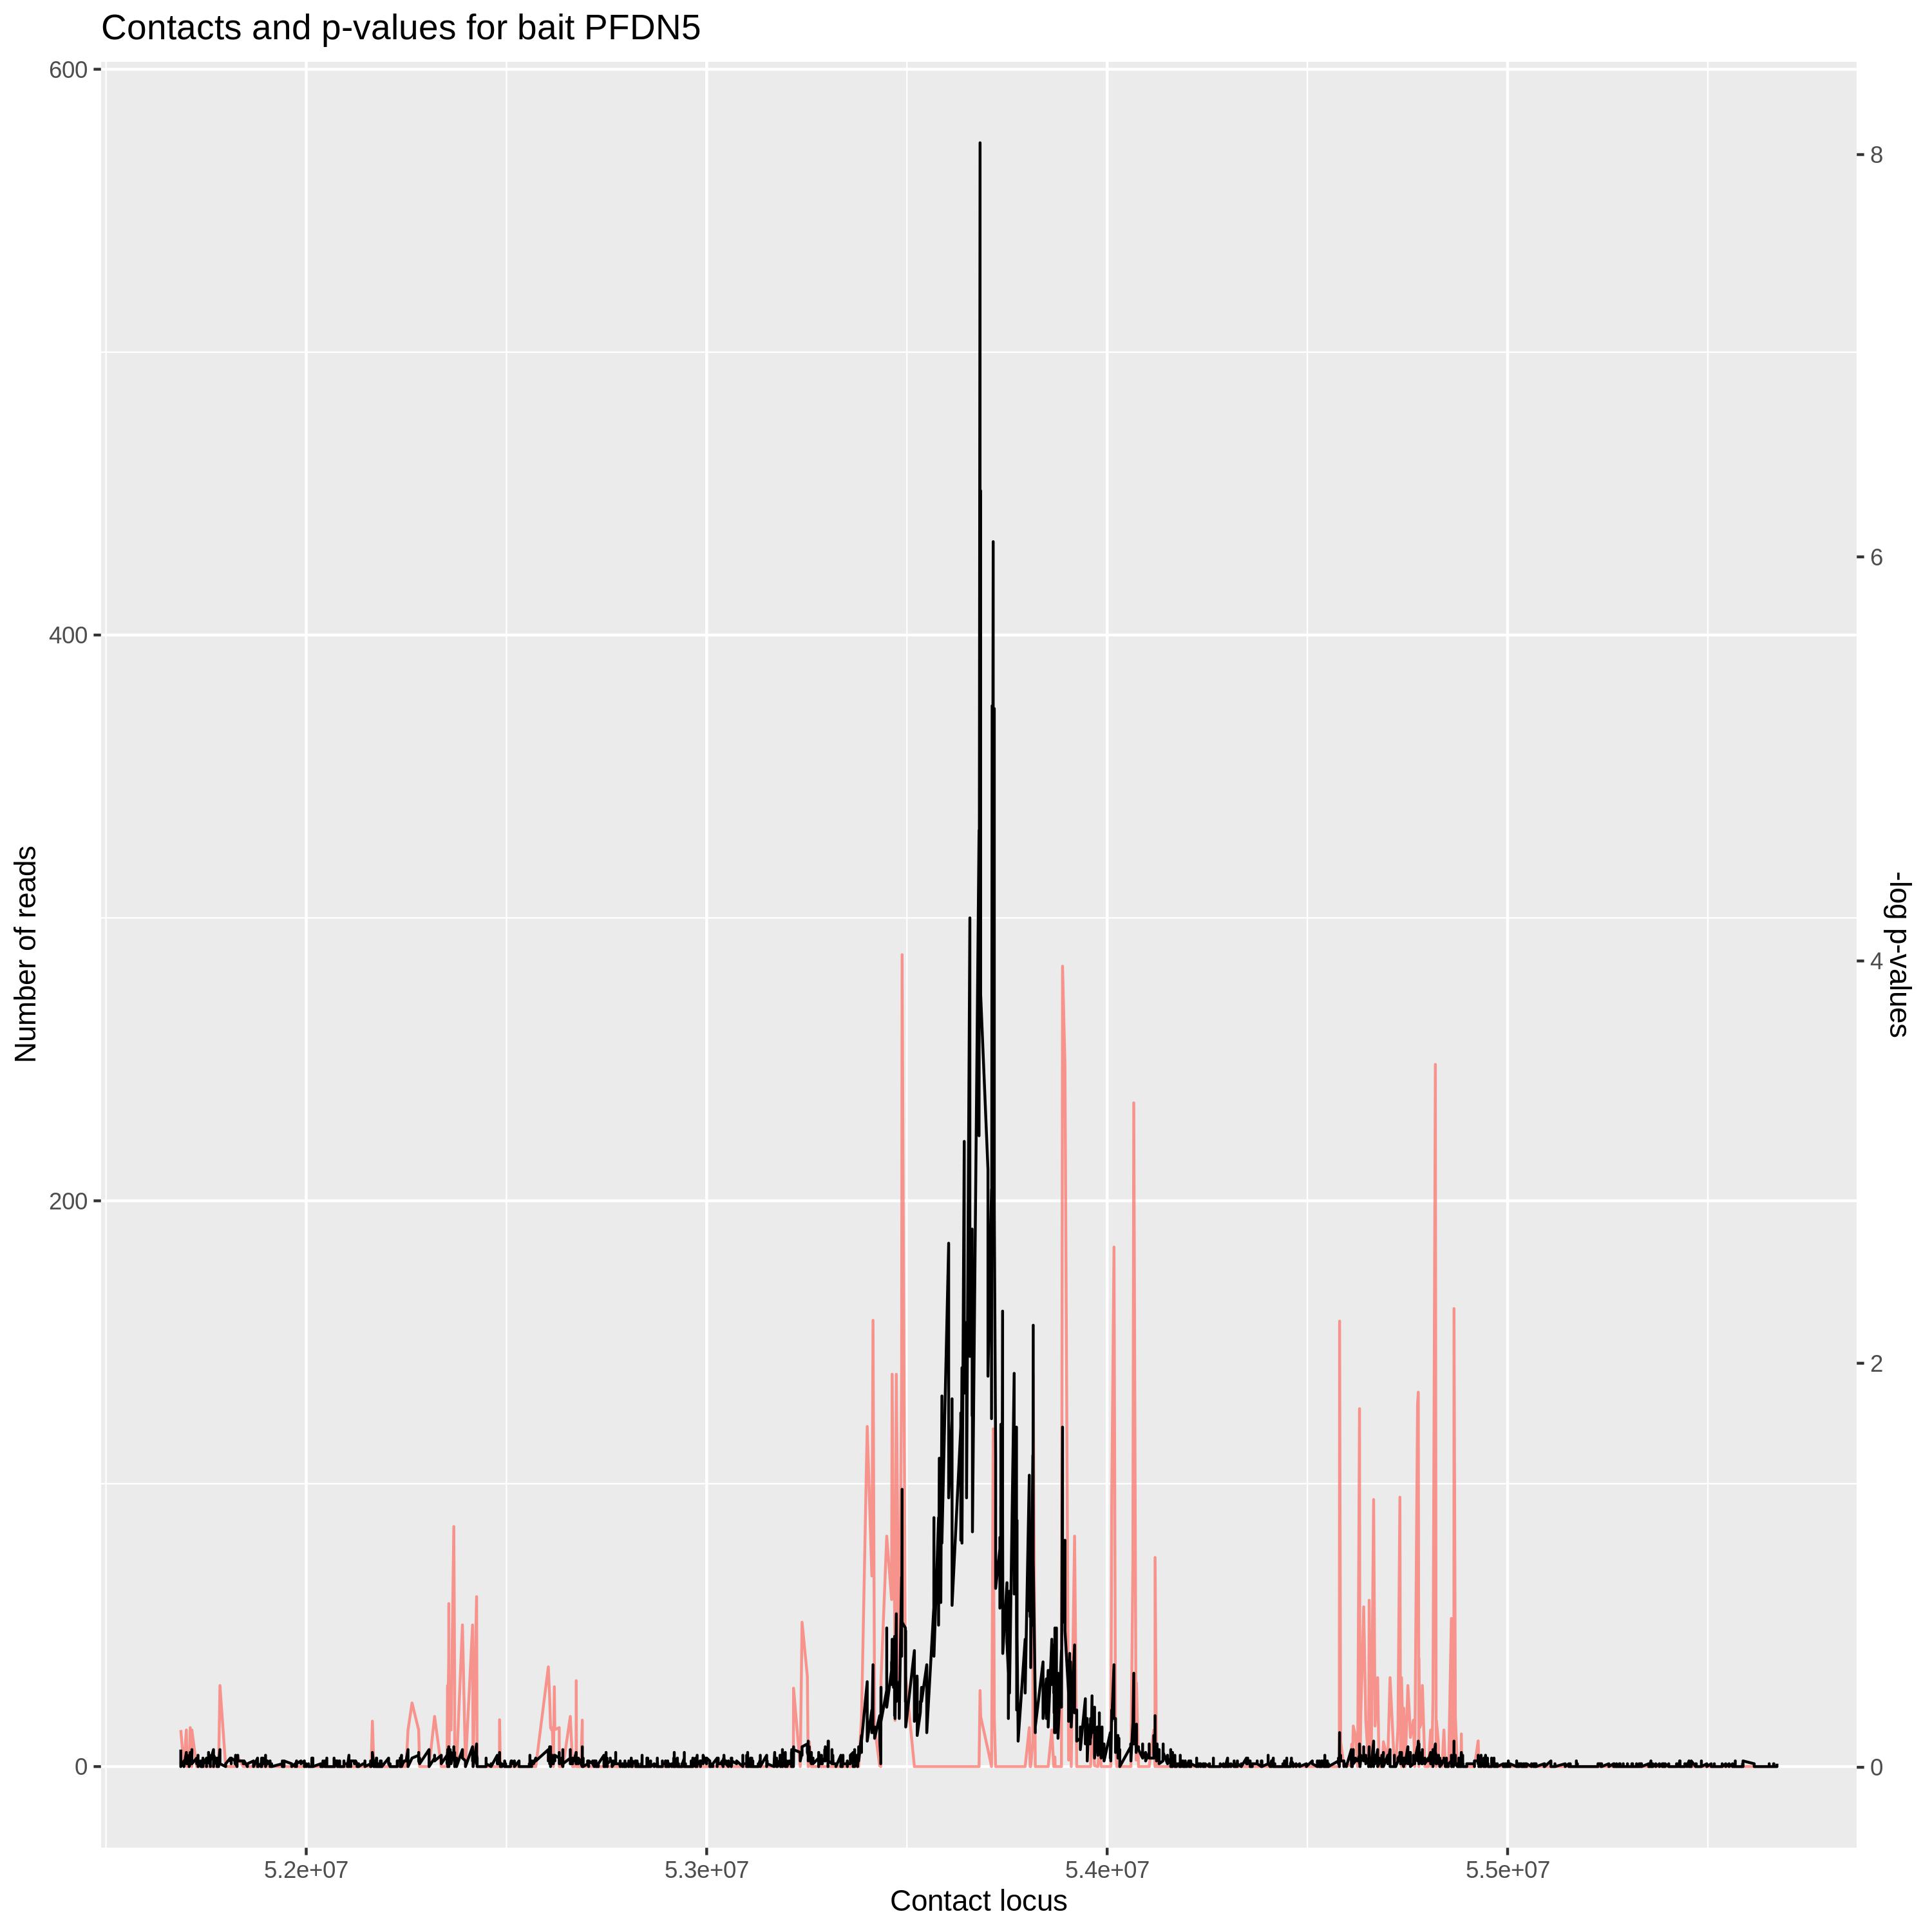 Contacts and p-values for bait PFDN5
600
400
200
0
Number of reads
8
6
4
2
0
-log p-values
5.2e+07
5.3e+07
5.4e+07
5.5e+07
Contact locus